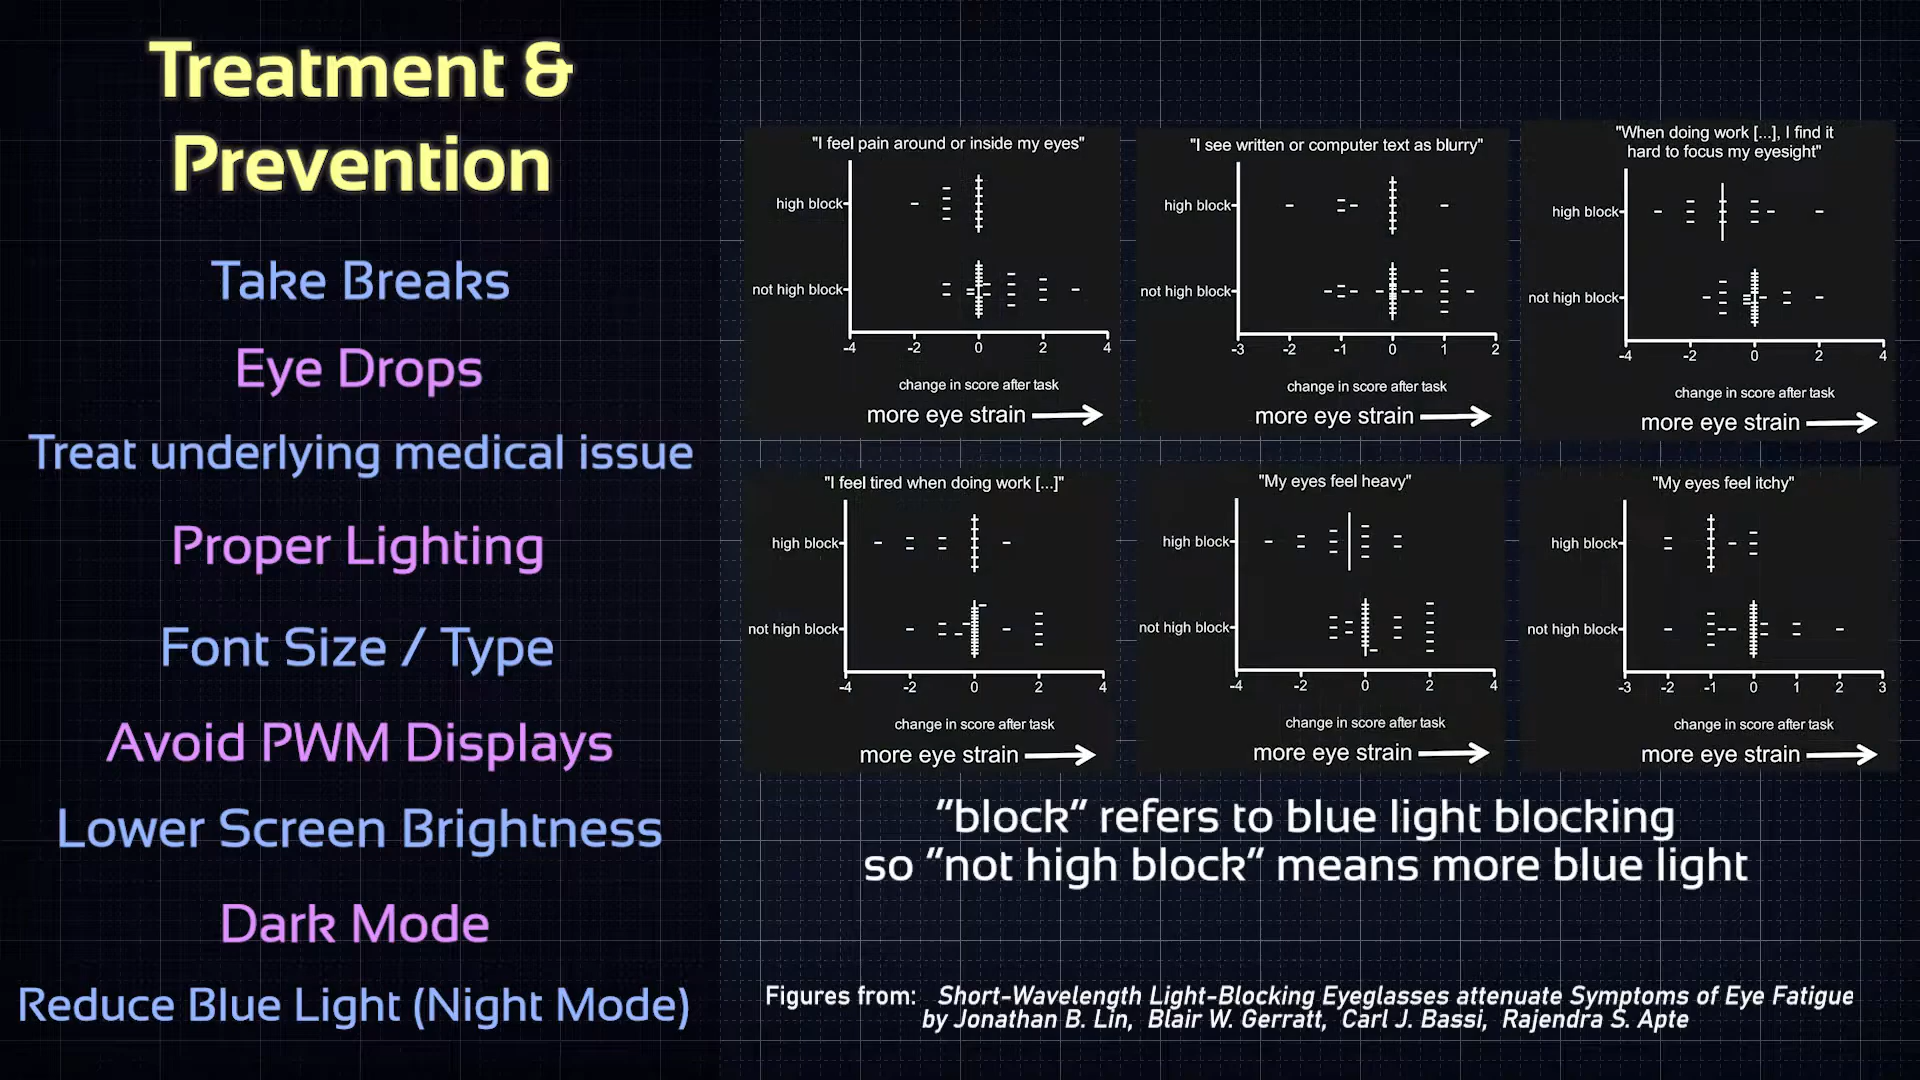 Treatment &
Prevention
Take Breaks
Eye Drops
Treat underlying medical issue
Proper Lighting
Font Size / Type
Avoid PWM Displays
Lower Screen Brightness
Dark Mode
Reduce Blue Light (Night Mode)
"I feel pain around or inside my eyes"
high block
not high block
-4 -2 0 2 4
change in score after task
more eye strain
"I see written or computer text as blurry"
high block
not high block
-3 -2 -1 0 1 2
change in score after task
more eye strain
"When doing work [...], I find it
hard to focus my eyesight"
high block
not high block
-4 -2 0 2 4
change in score after task
more eye strain
"I feel tired when doing work [...]"
high block
not high block
-4 -2 0 2 4
change in score after task
more eye strain
"My eyes feel heavy"
high block
not high block
-4 -2 0 2 4
change in score after task
more eye strain
"My eyes feel itchy"
high block
not high block
-3 -2 -1 0 1 2 3
change in score after task
more eye strain
"block" refers to blue light blocking
so "not high block" means more blue light
Figures from: Short-Wavelength Light-Blocking Eyeglasses attenuate Symptoms of Eye Fatigue
by Jonathan B. Lin, Blair W. Gerratt, Carl J. Bassi, Rajendra S. Apte